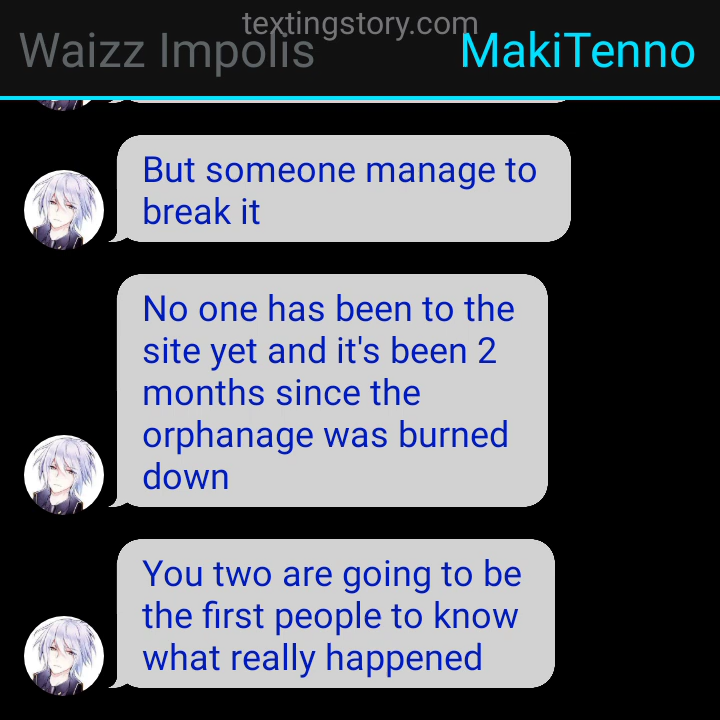 textingstory.com
Waizz Impolis MakiTenno
But someone manage to
break it
No one has been to the
site yet and it's been 2
months since the
orphanage was burned
down
You two are going to be
the first people to know
what really happened